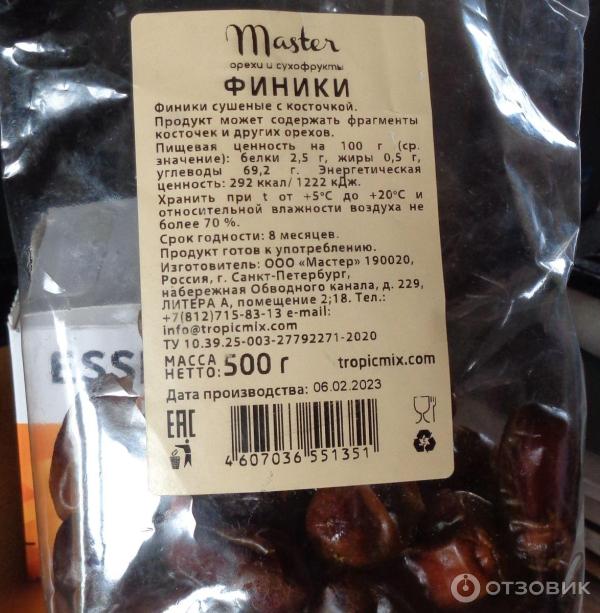 master
орехи и сухофрукты
ФИНИКИ
Финики сушеные с косточкой.
Продукт может содержать фрагменты
косточек и других орехов.
Пищевая ценность на 100 г (ср.
значение): белки 2,5 г, жиры 0,5 г,
углеводы 69,2 г. Энергетическая
ценность: 292 ккал/ 1222 кДж.
Хранить при t от +5°C до +20°C и
относительной влажности воздуха не
более 70 %.
Срок годности: 8 месяцев.
Продукт готов к употреблению.
Изготовитель: ООО «Мастер» 190020,
Россия, г. Санкт-Петербург,
набережная Обводного канала, д. 229,
ЛИТЕРА А, помещение 2;18. Тел.:
+7(812)715-83-13 e-mail:
info@tropicmix.com
ТУ 10.39.25-003-27792271-2020
МАССА НЕТТО: 500 г tropicmix.com
Дата производства: 06.02.2023
EAC
4 607036 551351
ESS
ОТЗОВИК